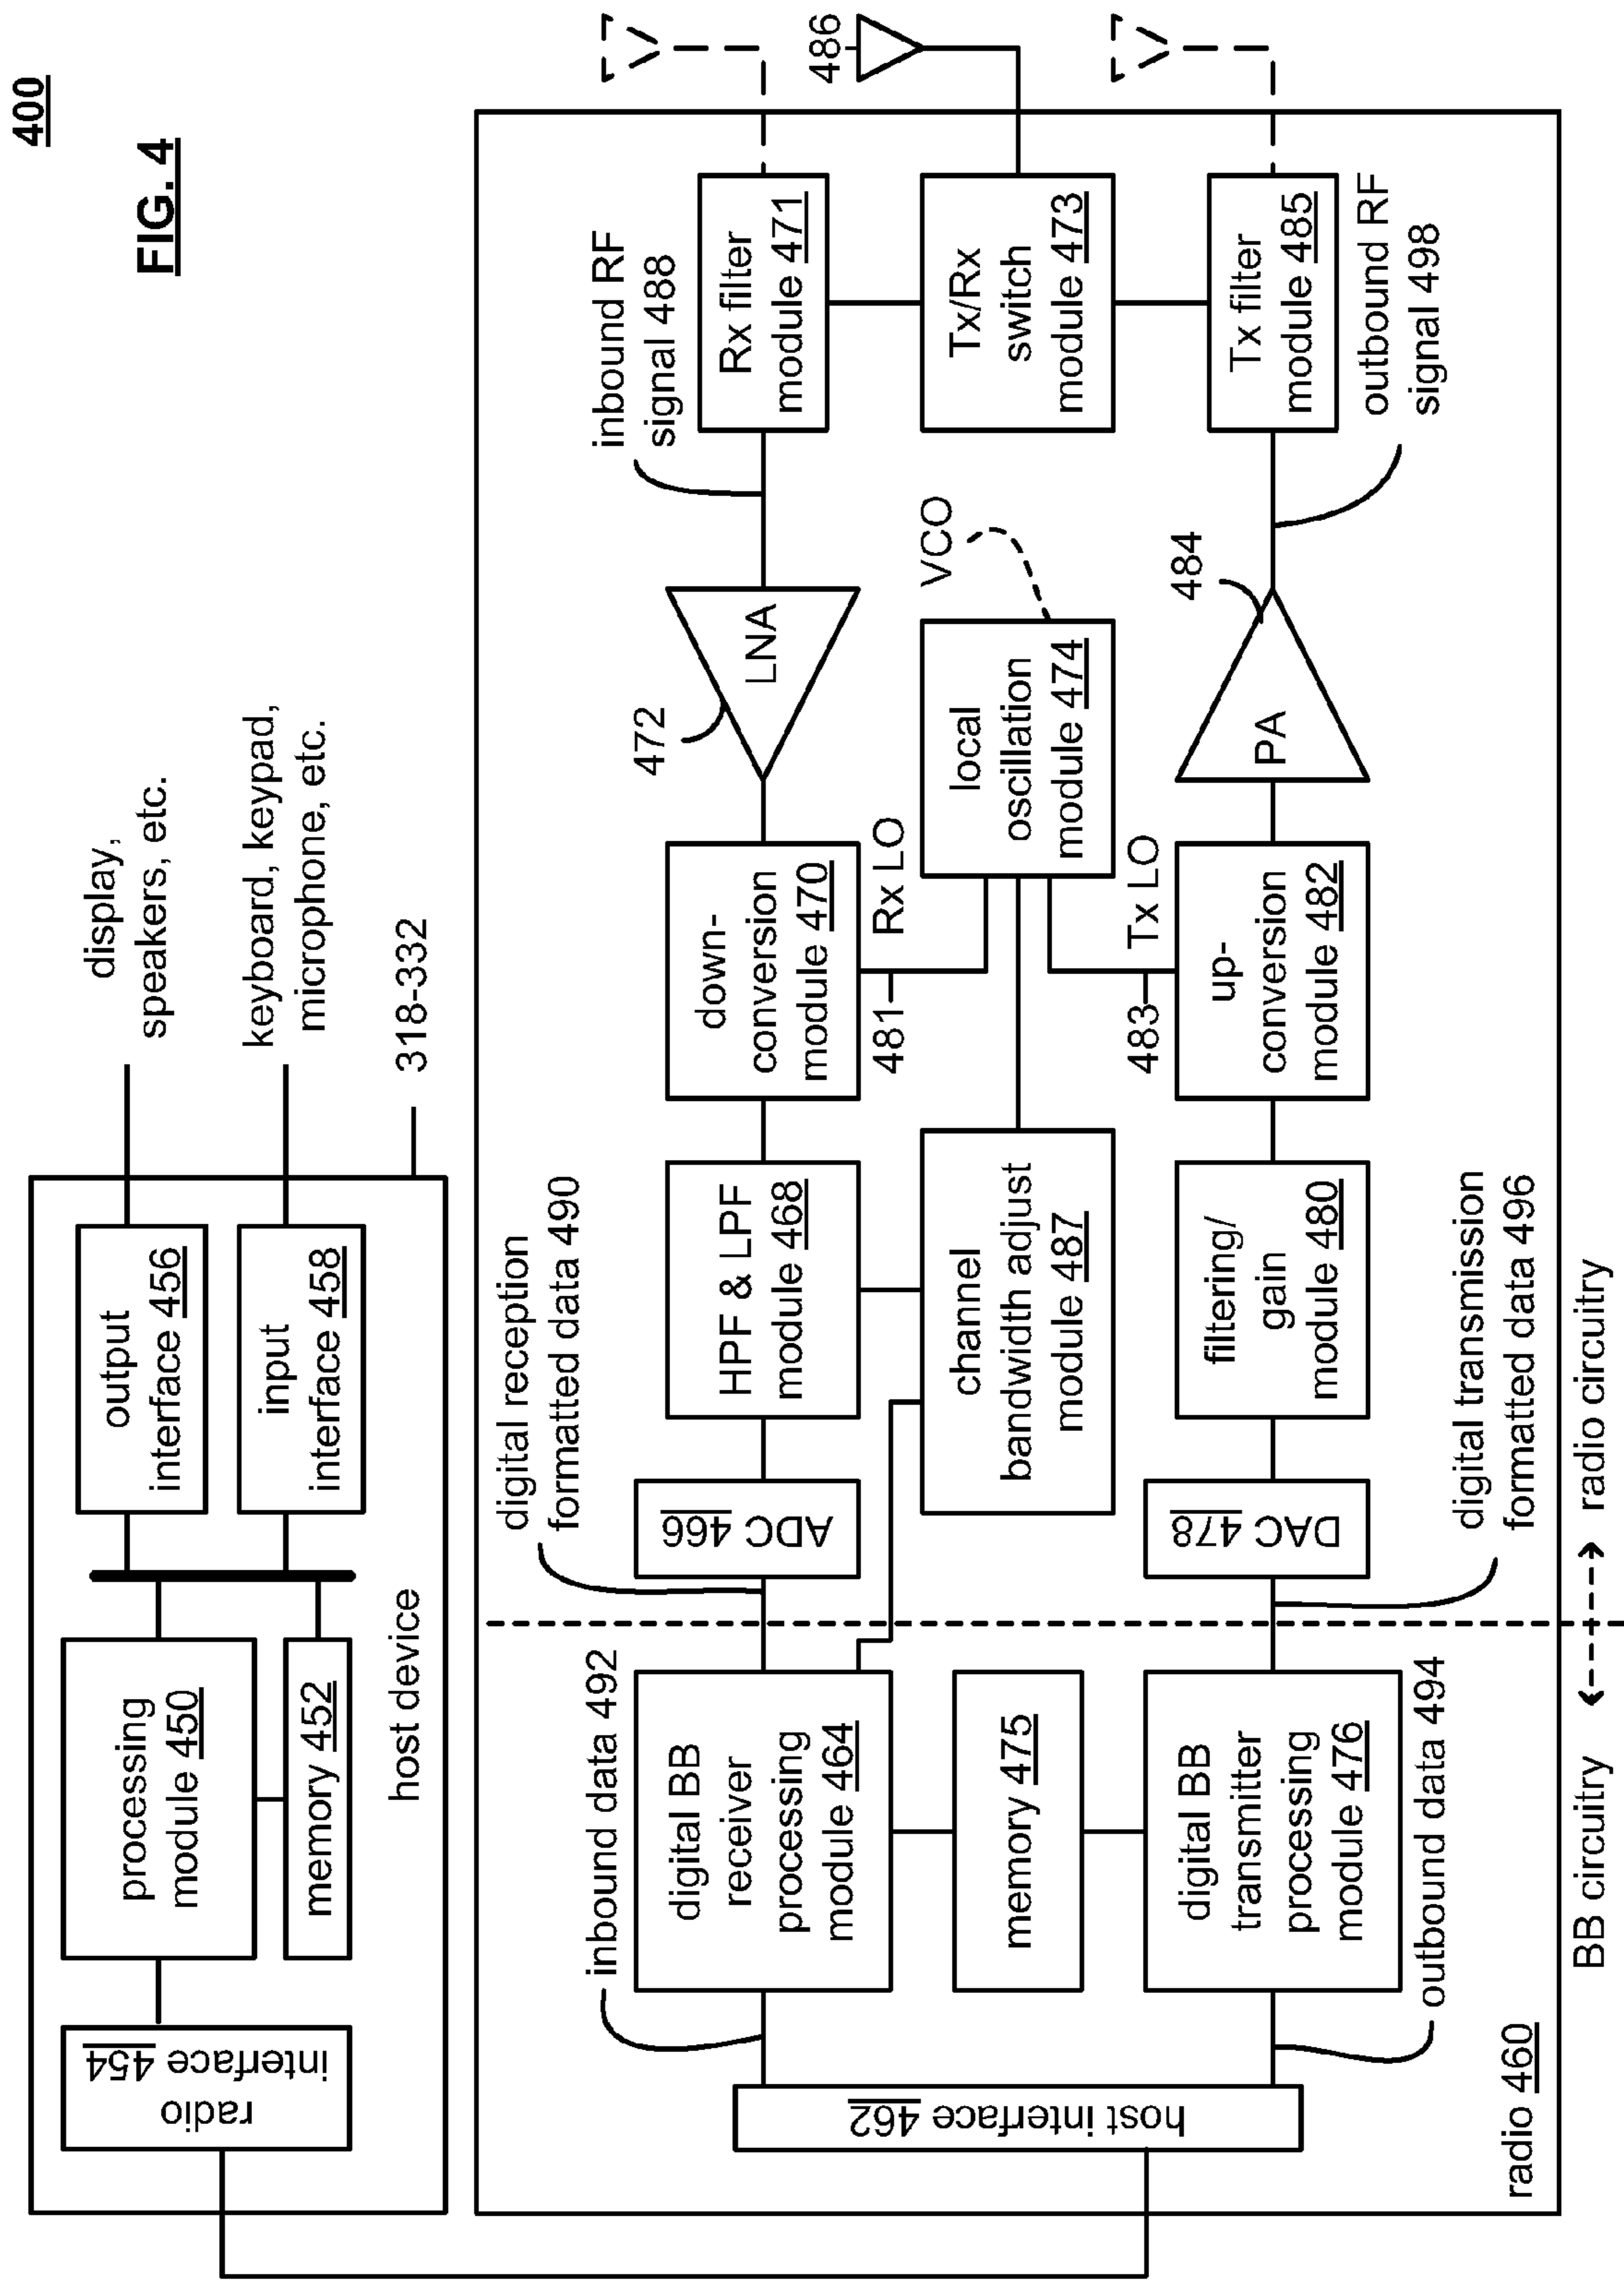 400
FIG. 4
display,
speakers, etc.
keyboard, keypad,
microphone, etc.
318-332
output
interface 456
input
interface 458
processing
module 450
memory 452
host device
radio
interface 454
486
Rx filter
module 471
Tx/Rx
switch
module 473
Tx filter
module 485
inbound RF
signal 488
outbound RF
signal 498
LNA
472
VCO
local
oscillation
module 474
484
PA
down-
conversion
module 470
Rx LO
481
Tx LO
483
up-
conversion
module 482
HPF & LPF
module 468
channel
bandwidth adjust
module 487
filtering/
gain
module 480
digital reception
formatted data 490
ADC 466
DAC 478
digital transmission
formatted data 496
inbound data 492
digital BB
receiver
processing
module 464
memory 475
digital BB
transmitter
processing
module 476
outbound data 494
host interface 462
radio 460
BB circuitry
radio circuitry